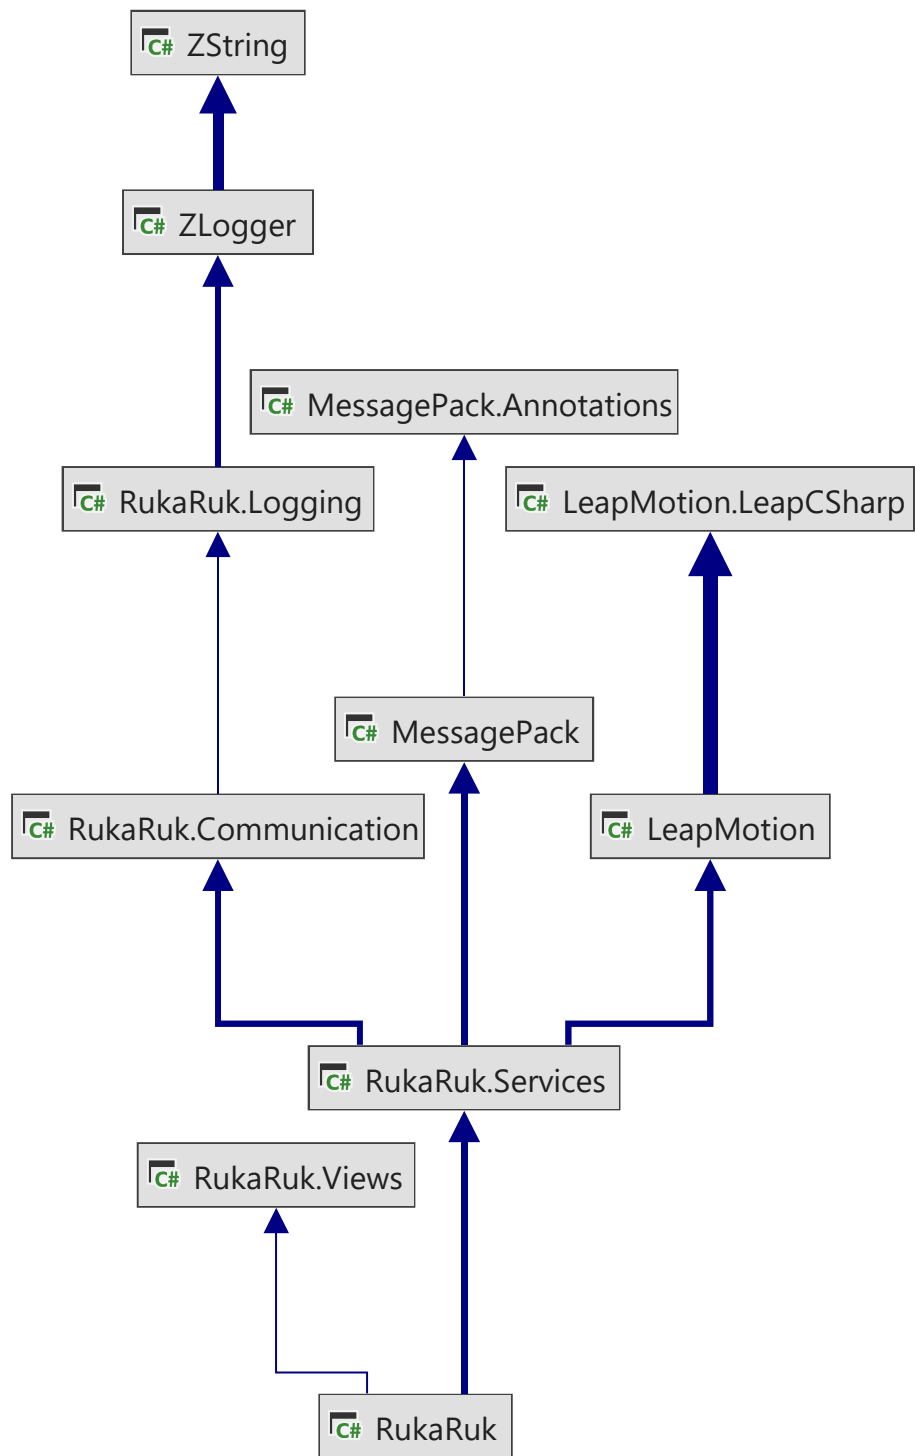 C# ZString
C# ZLogger
C# MessagePack.Annotations
C# RukaRuk.Logging
C# LeapMotion.LeapCSharp
C# MessagePack
C# RukaRuk.Communication
C# LeapMotion
C# RukaRuk.Services
C# RukaRuk.Views
C# RukaRuk